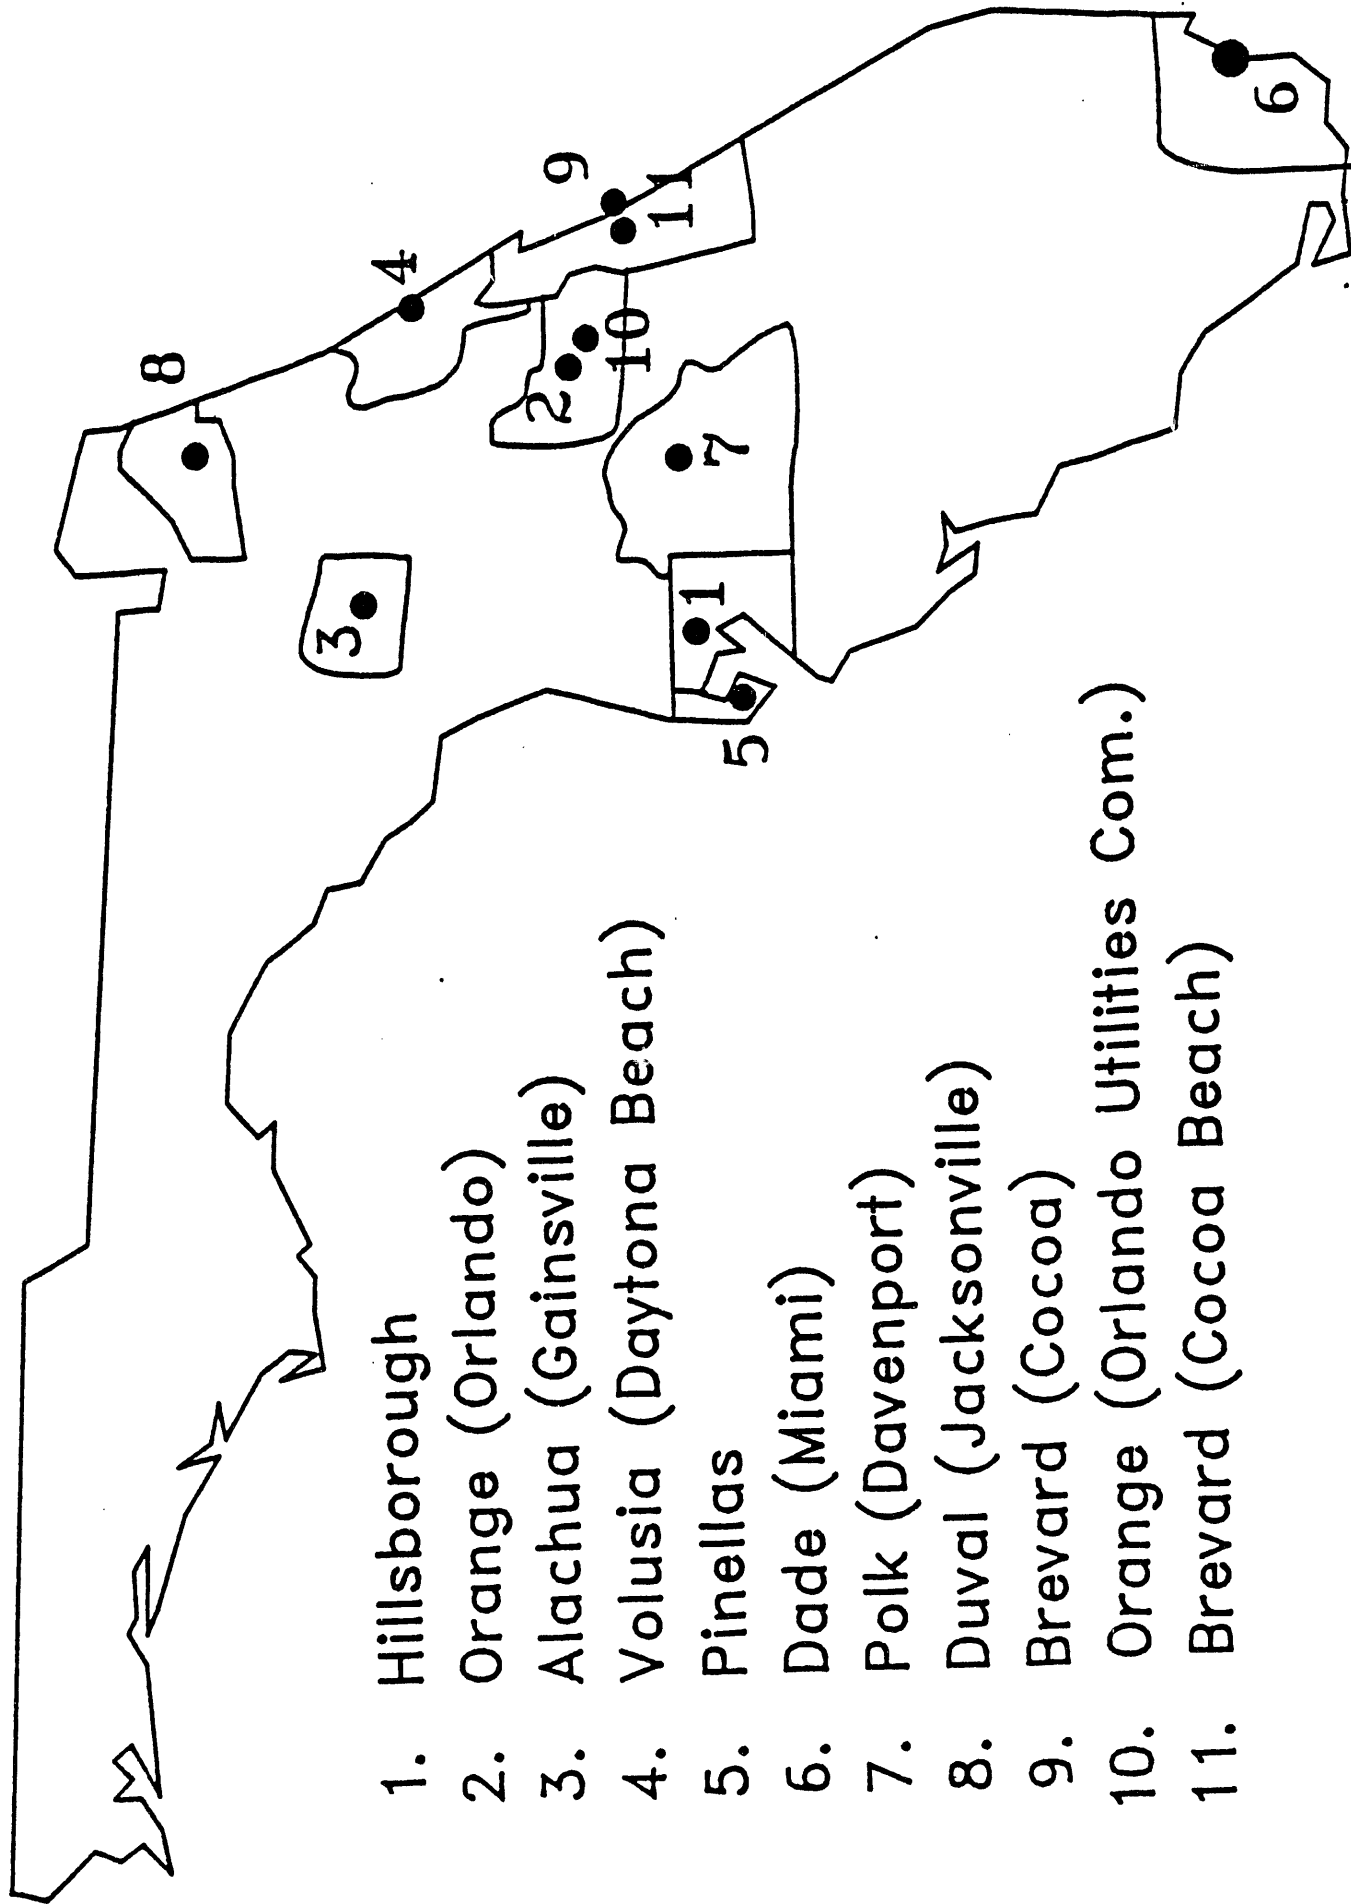 8
4
9
3
2
10
11
7
1
5
6
1. Hillsborough
2. Orange (Orlando)
3. Alachua (Gainsville)
4. Volusia (Daytona Beach)
5. Pinellas
6. Dade (Miami)
7. Polk (Davenport)
8. Duval (Jacksonville)
9. Brevard (Cocoa)
10. Orange (Orlando Utilities Com.)
11. Brevard (Cocoa Beach)